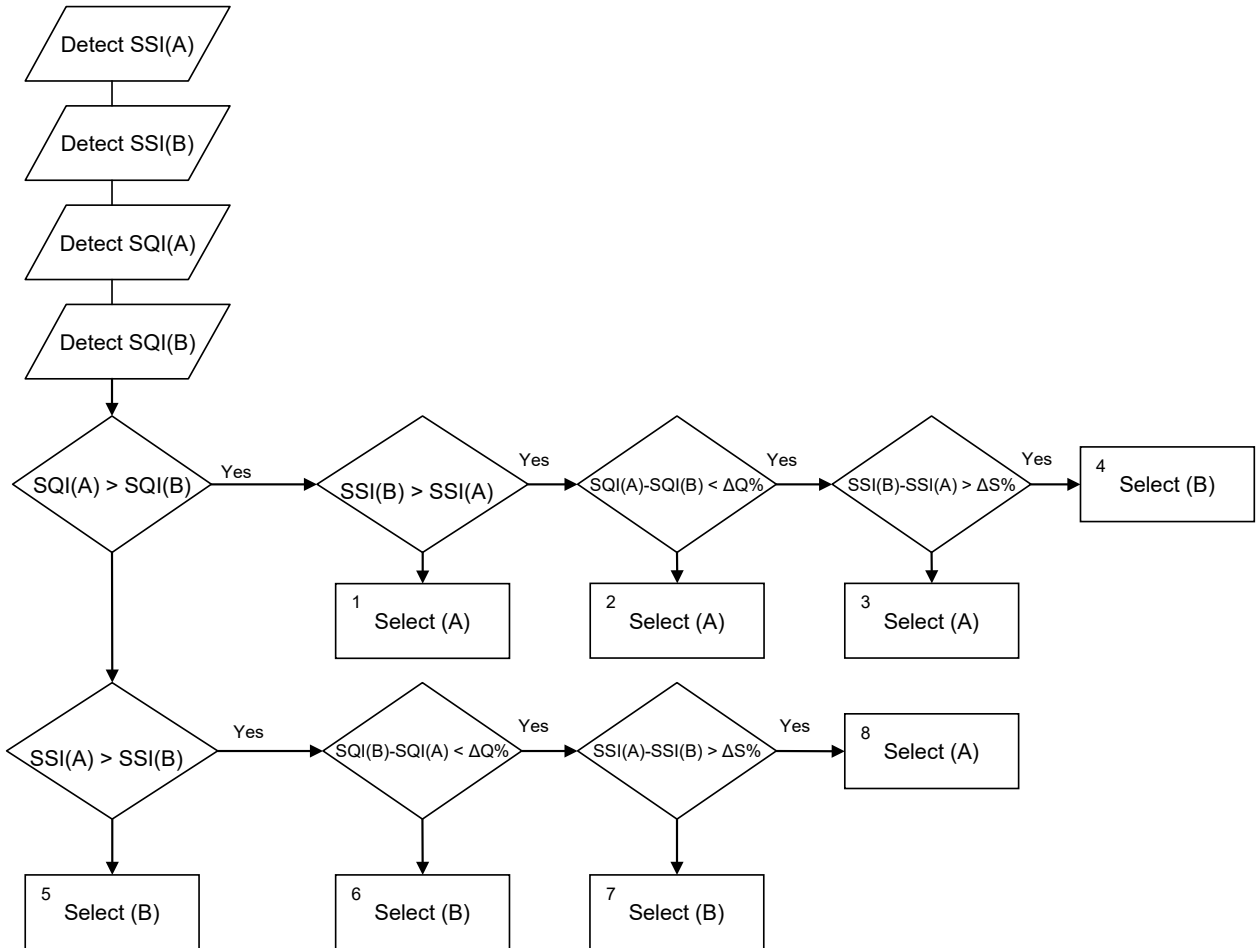 Detect SSI(A)
Detect SSI(B)
Detect SQI(A)
Detect SQI(B)
SQI(A) > SQI(B)
Yes
SSI(B) > SSI(A)
Yes
SQI(A)-SQI(B) < ΔQ%
Yes
SSI(B)-SSI(A) > ΔS%
Yes
4
Select (B)
1
Select (A)
2
Select (A)
3
Select (A)
SSI(A) > SSI(B)
Yes
SQI(B)-SQI(A) < ΔQ%
Yes
SSI(A)-SSI(B) > ΔS%
Yes
8
Select (A)
5
Select (B)
6
Select (B)
7
Select (B)